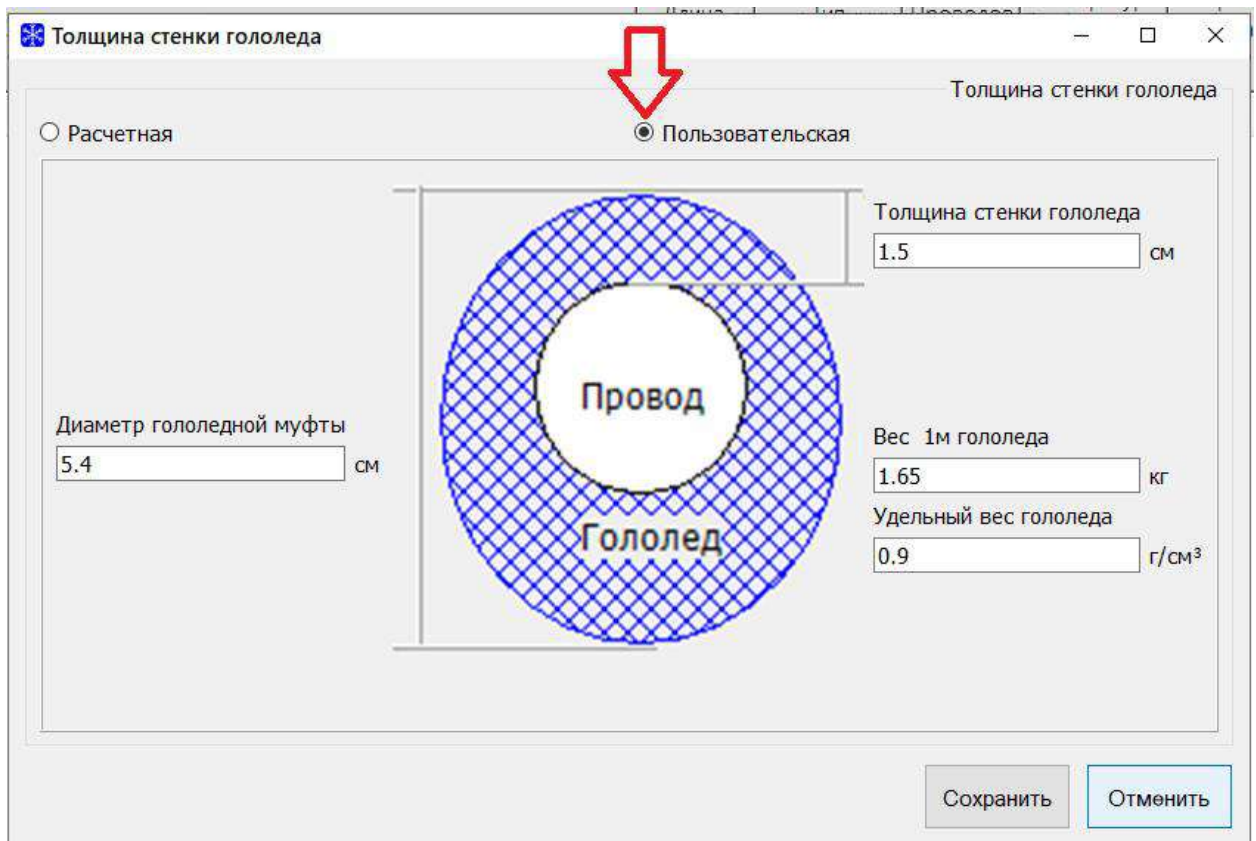 Толщина стенки гололеда
Толщина стенки гололеда
Расчетная
Пользовательская
Толщина стенки гололеда
1.5 см
Провод
Диаметр гололедной муфты
5.4 см
Вес 1м гололеда
1.65 кг
Удельный вес гололеда
0.9 г/см³
Гололед
Сохранить
Отменить